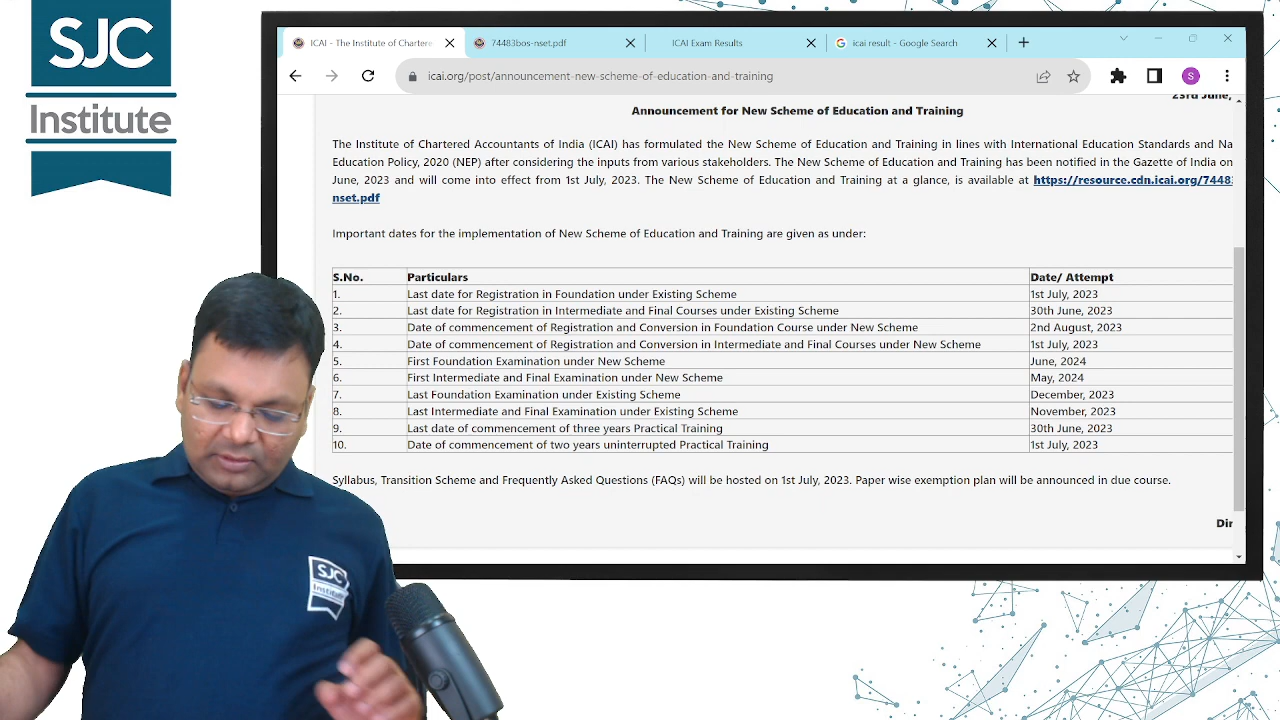 SJC
Institute
ICAI - The Institute of Chartere
74483bos-nset.pdf
ICAI Exam Results
icai result - Google Search
icai.org/post/announcement-new-scheme-of-education-and-training
S
23rd June,
Announcement for New Scheme of Education and Training
The Institute of Chartered Accountants of India (ICAI) has formulated the New Scheme of Education and Training in lines with International Education Standards and Na
Education Policy, 2020 (NEP) after considering the inputs from various stakeholders. The New Scheme of Education and Training has been notified in the Gazette of India on
June, 2023 and will come into effect from 1st July, 2023. The New Scheme of Education and Training at a glance, is available at https://resource.cdn.icai.org/7448
nset.pdf
Important dates for the implementation of New Scheme of Education and Training are given as under:
S.No. Particulars Date/ Attempt
1. Last date for Registration in Foundation under Existing Scheme 1st July, 2023
2. Last date for Registration in Intermediate and Final Courses under Existing Scheme 30th June, 2023
3. Date of commencement of Registration and Conversion in Foundation Course under New Scheme 2nd August, 2023
4. Date of commencement of Registration and Conversion in Intermediate and Final Courses under New Scheme 1st July, 2023
5. First Foundation Examination under New Scheme June, 2024
6. First Intermediate and Final Examination under New Scheme May, 2024
7. Last Foundation Examination under Existing Scheme December, 2023
8. Last Intermediate and Final Examination under Existing Scheme November, 2023
9. Last date of commencement of three years Practical Training 30th June, 2023
10. Date of commencement of two years uninterrupted Practical Training 1st July, 2023
Syllabus, Transition Scheme and Frequently Asked Questions (FAQs) will be hosted on 1st July, 2023. Paper wise exemption plan will be announced in due course.
Dir
SJC
Institute